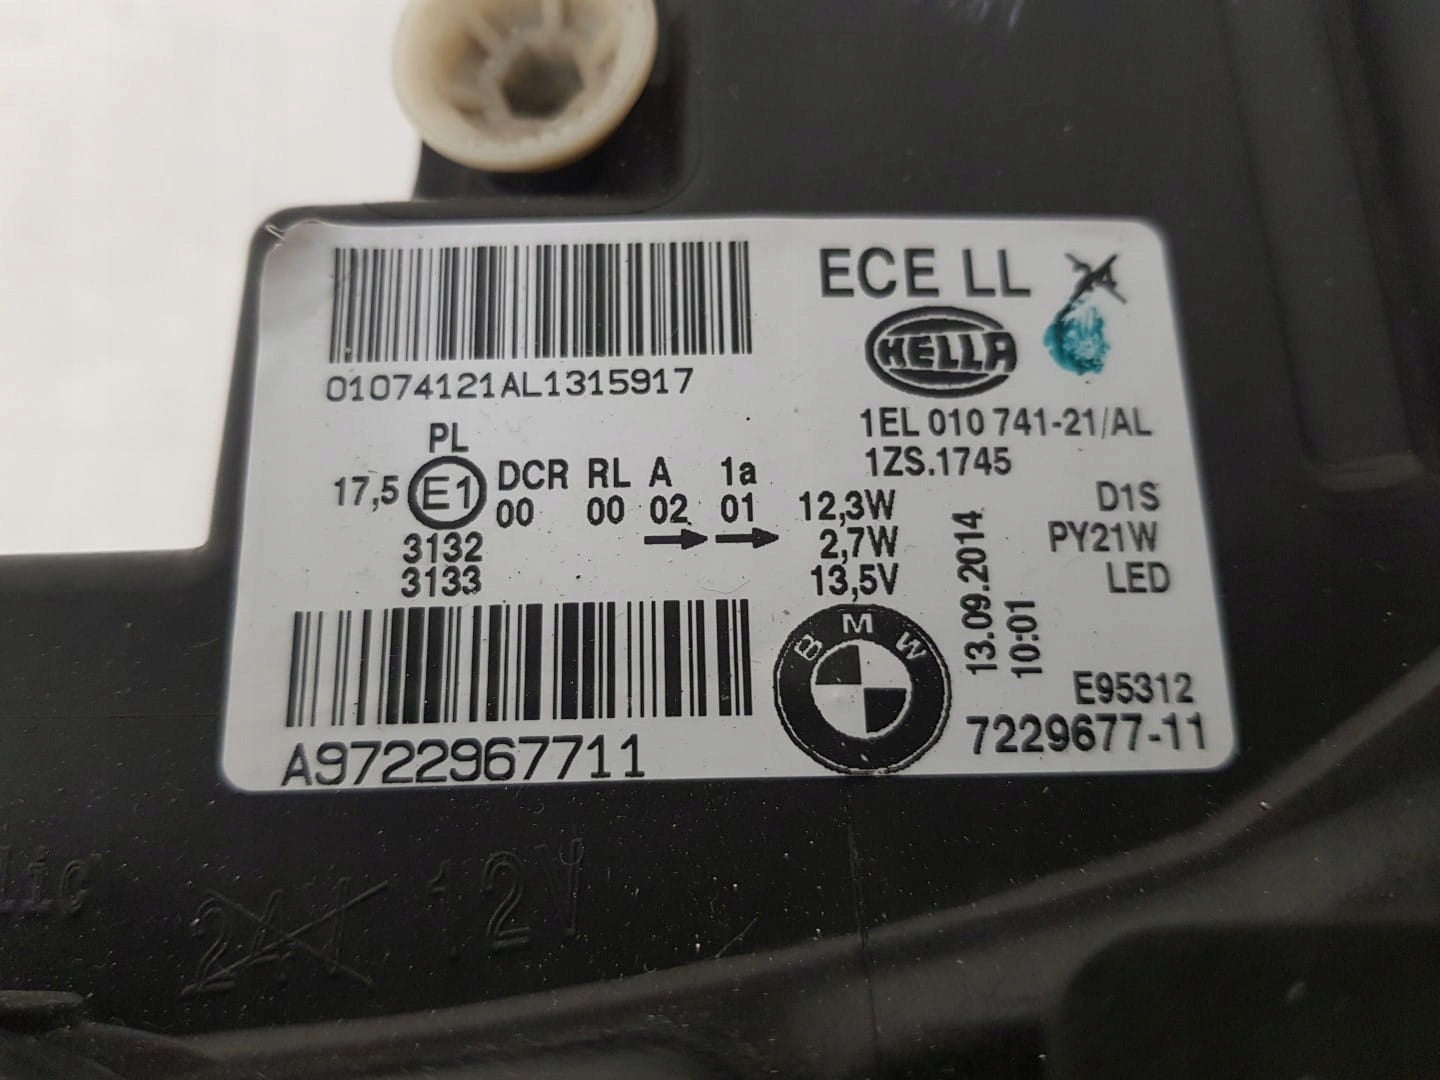 ECE LL 24
HELLA
01074121AL1315917
1EL 010 741-21/AL
1ZS.1745
PL
17,5 E1 DCR RL A 1a
00 00 02 01
3132
3133
12,3W
2,7W
13,5V
D1S
PY21W
LED
13.09.2014
10:01
BMW
E95312
7229677-11
A9722967711
24V 12V